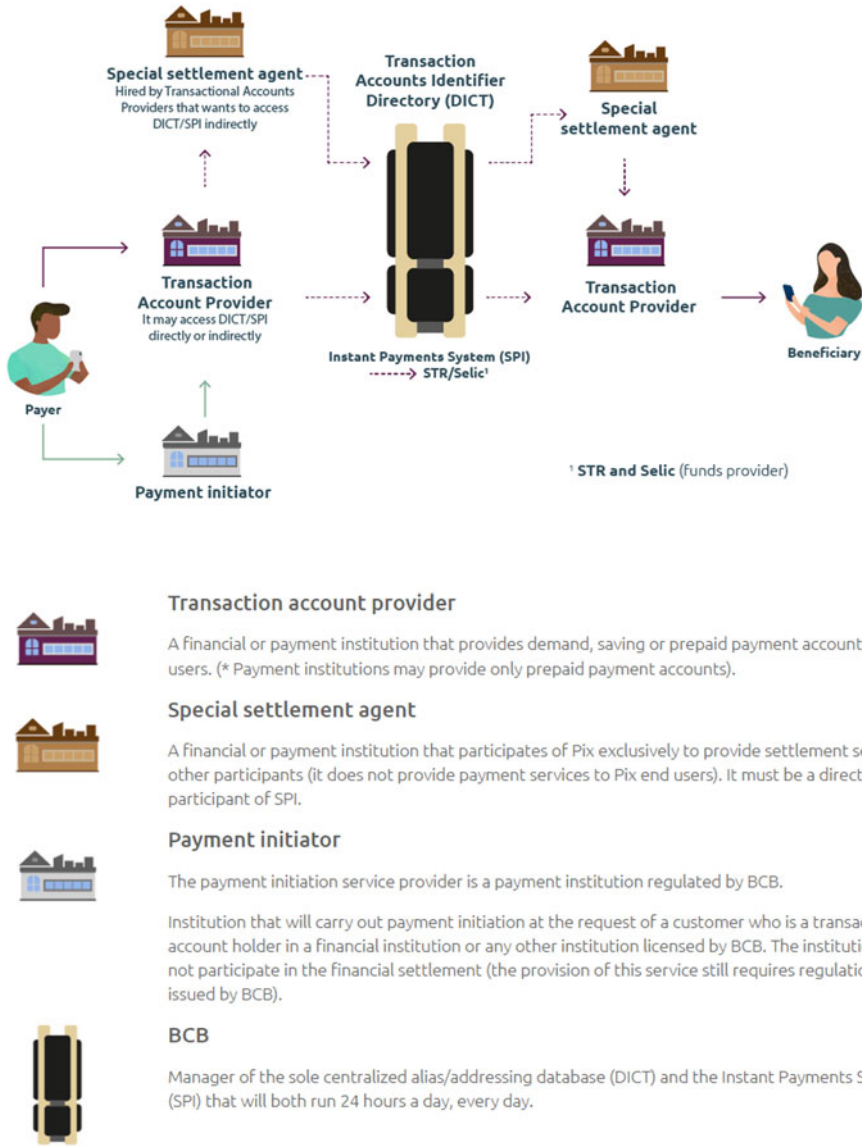 Special settlement agent
Hired by Transactional Accounts
Providers that wants to access
DICT/SPI indirectly
Transaction
Accounts Identifier
Directory (DICT)
Special
settlement agent
Transaction
Account Provider
It may access DICT/SPI
directly or indirectly
Transaction
Account Provider
Instant Payments System (SPI)
STR/Selic¹
Beneficiary
Payer
Payment initiator
¹ STR and Selic (funds provider)
Transaction account provider
A financial or payment institution that provides demand, saving or prepaid payment account
users. (* Payment institutions may provide only prepaid payment accounts).
Special settlement agent
A financial or payment institution that participates of Pix exclusively to provide settlement se
other participants (it does not provide payment services to Pix end users). It must be a direct
participant of SPI.
Payment initiator
The payment initiation service provider is a payment institution regulated by BCB.
Institution that will carry out payment initiation at the request of a customer who is a transac
account holder in a financial institution or any other institution licensed by BCB. The institutio
not participate in the financial settlement (the provision of this service still requires regulatio
issued by BCB).
BCB
Manager of the sole centralized alias/addressing database (DICT) and the Instant Payments S
(SPI) that will both run 24 hours a day, every day.